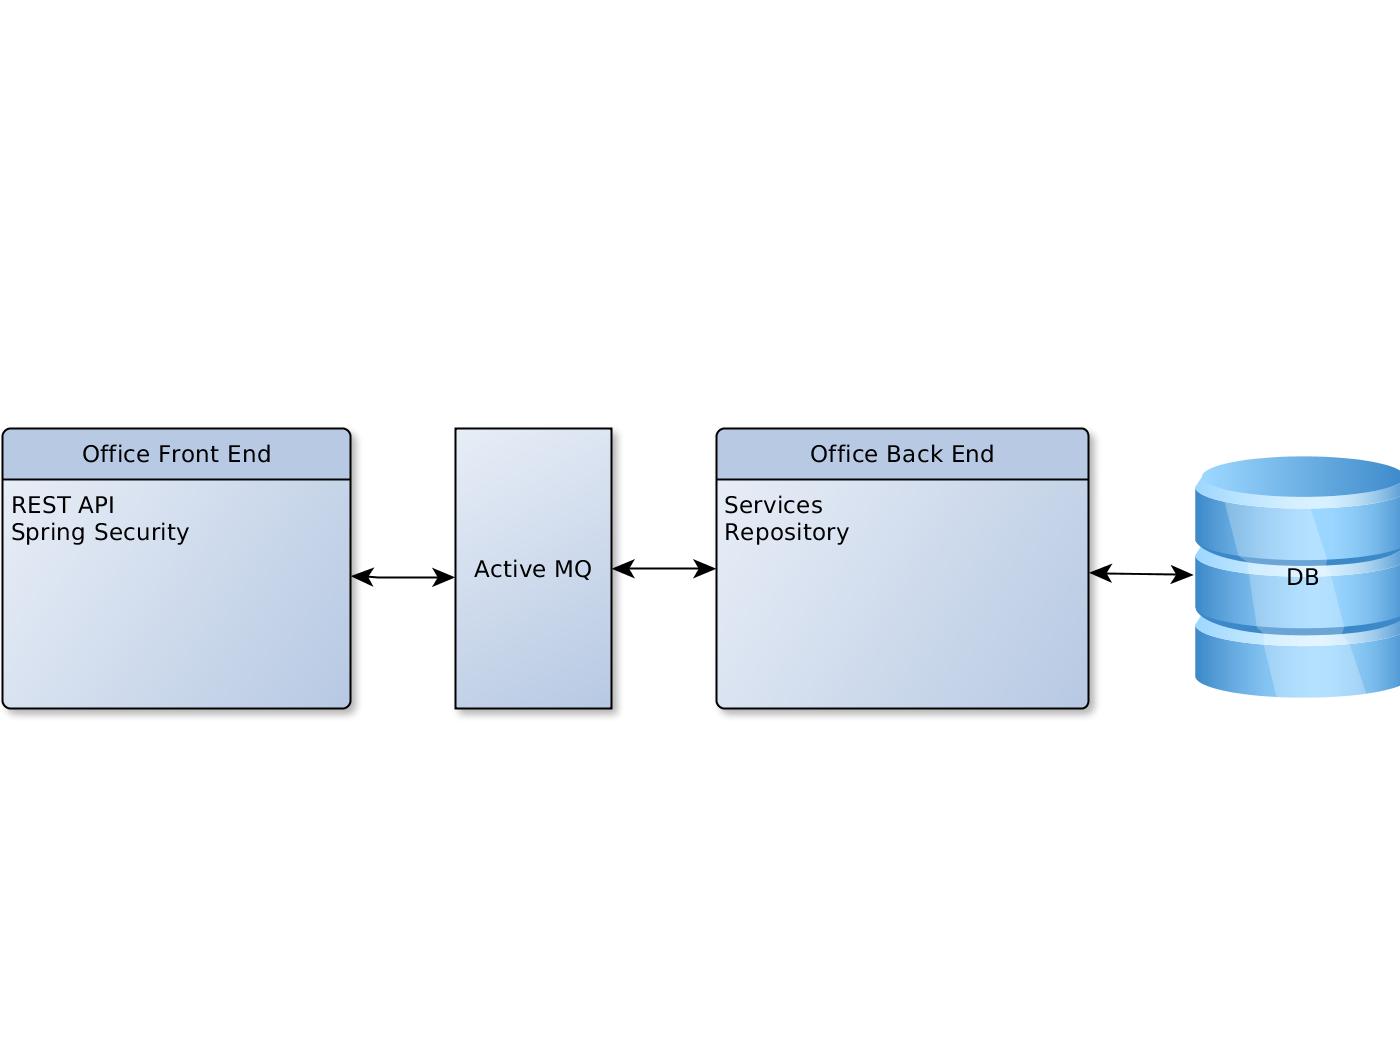 Office Front End
REST API
Spring Security
Active MQ
Office Back End
Services
Repository
DB